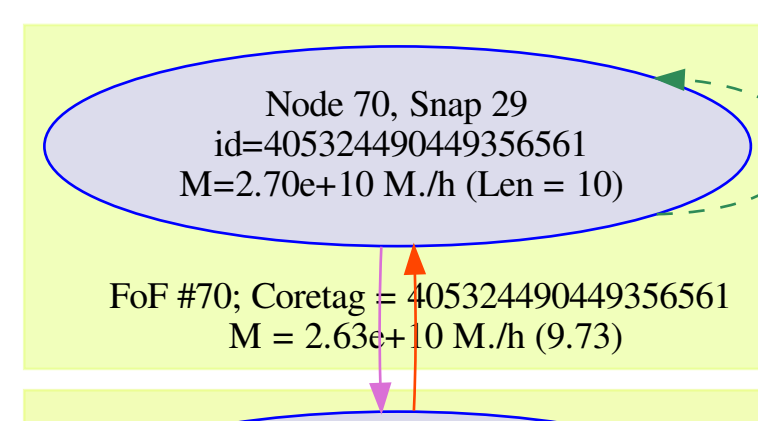 Node 70, Snap 29
id=405324490449356561
M=2.70e+10 M./h (Len = 10)
FoF #70; Coretag = 405324490449356561
M = 2.63e+10 M./h (9.73)